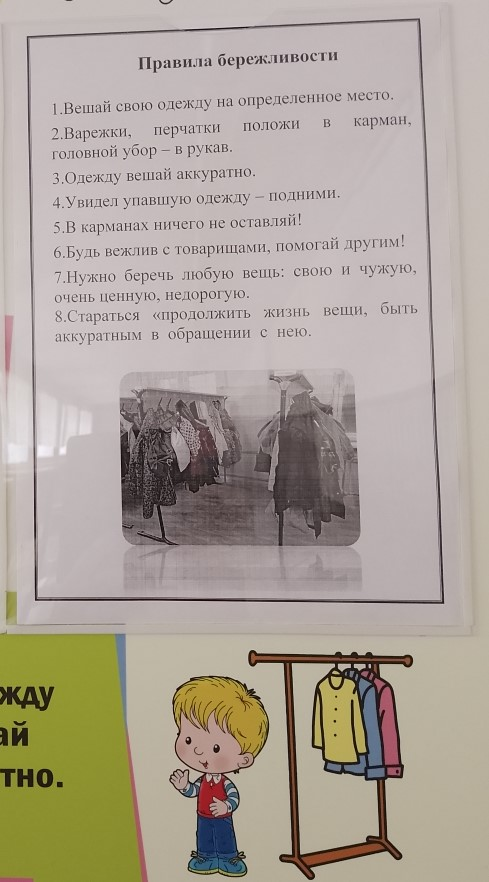 Правила бережливости
1.Вешай свою одежду на определенное место.
2.Варежки, перчатки положи в карман,
головной убор – в рукав.
3.Одежду вешай аккуратно.
4.Увидел упавшую одежду – подними.
5.В карманах ничего не оставляй!
6.Будь вежлив с товарищами, помогай другим!
7.Нужно беречь любую вещь: свою и чужую,
очень ценную, недорогую.
8.Стараться «продолжить жизнь вещи, быть
аккуратным в обращении с нею.
жду
ай
тно.